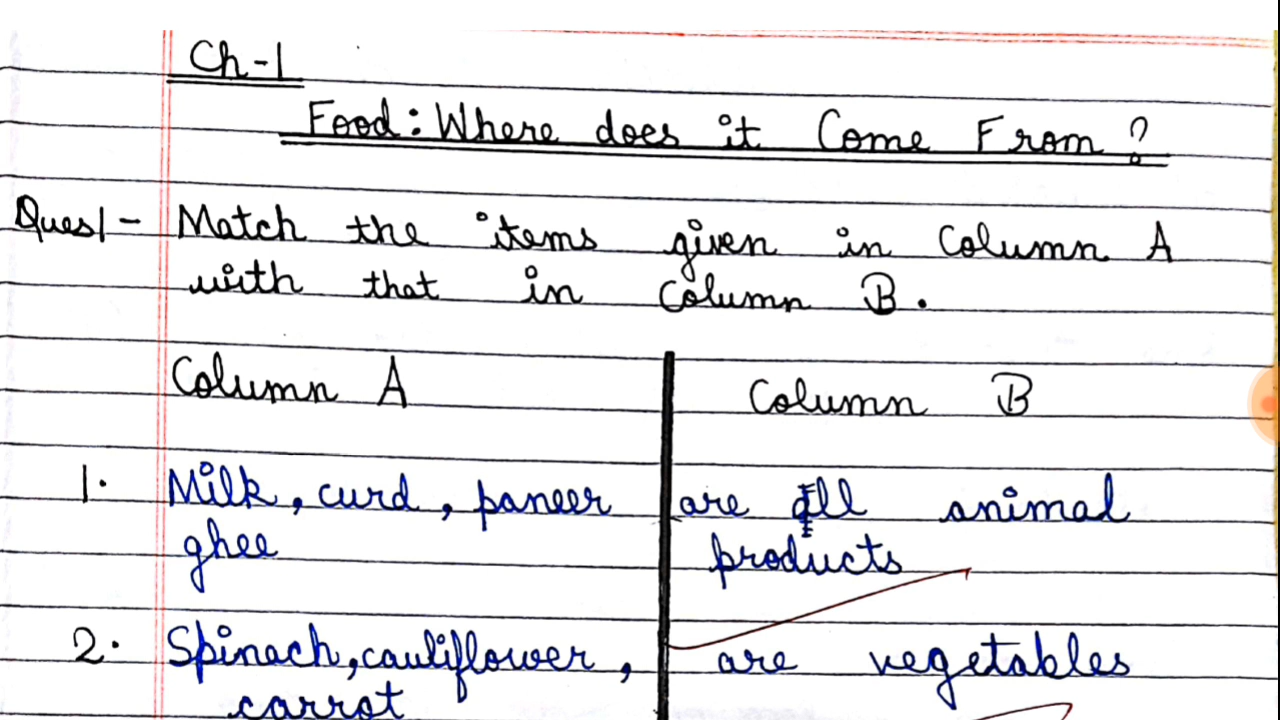 Ch-1
Food: Where does it Come From?
Ques1- Match the items given in Column A
with that in Column B.
Column A Column B
1. Milk, curd, paneer are all animal
ghee products
2. Spinach, cauliflower, are vegetables
carrot